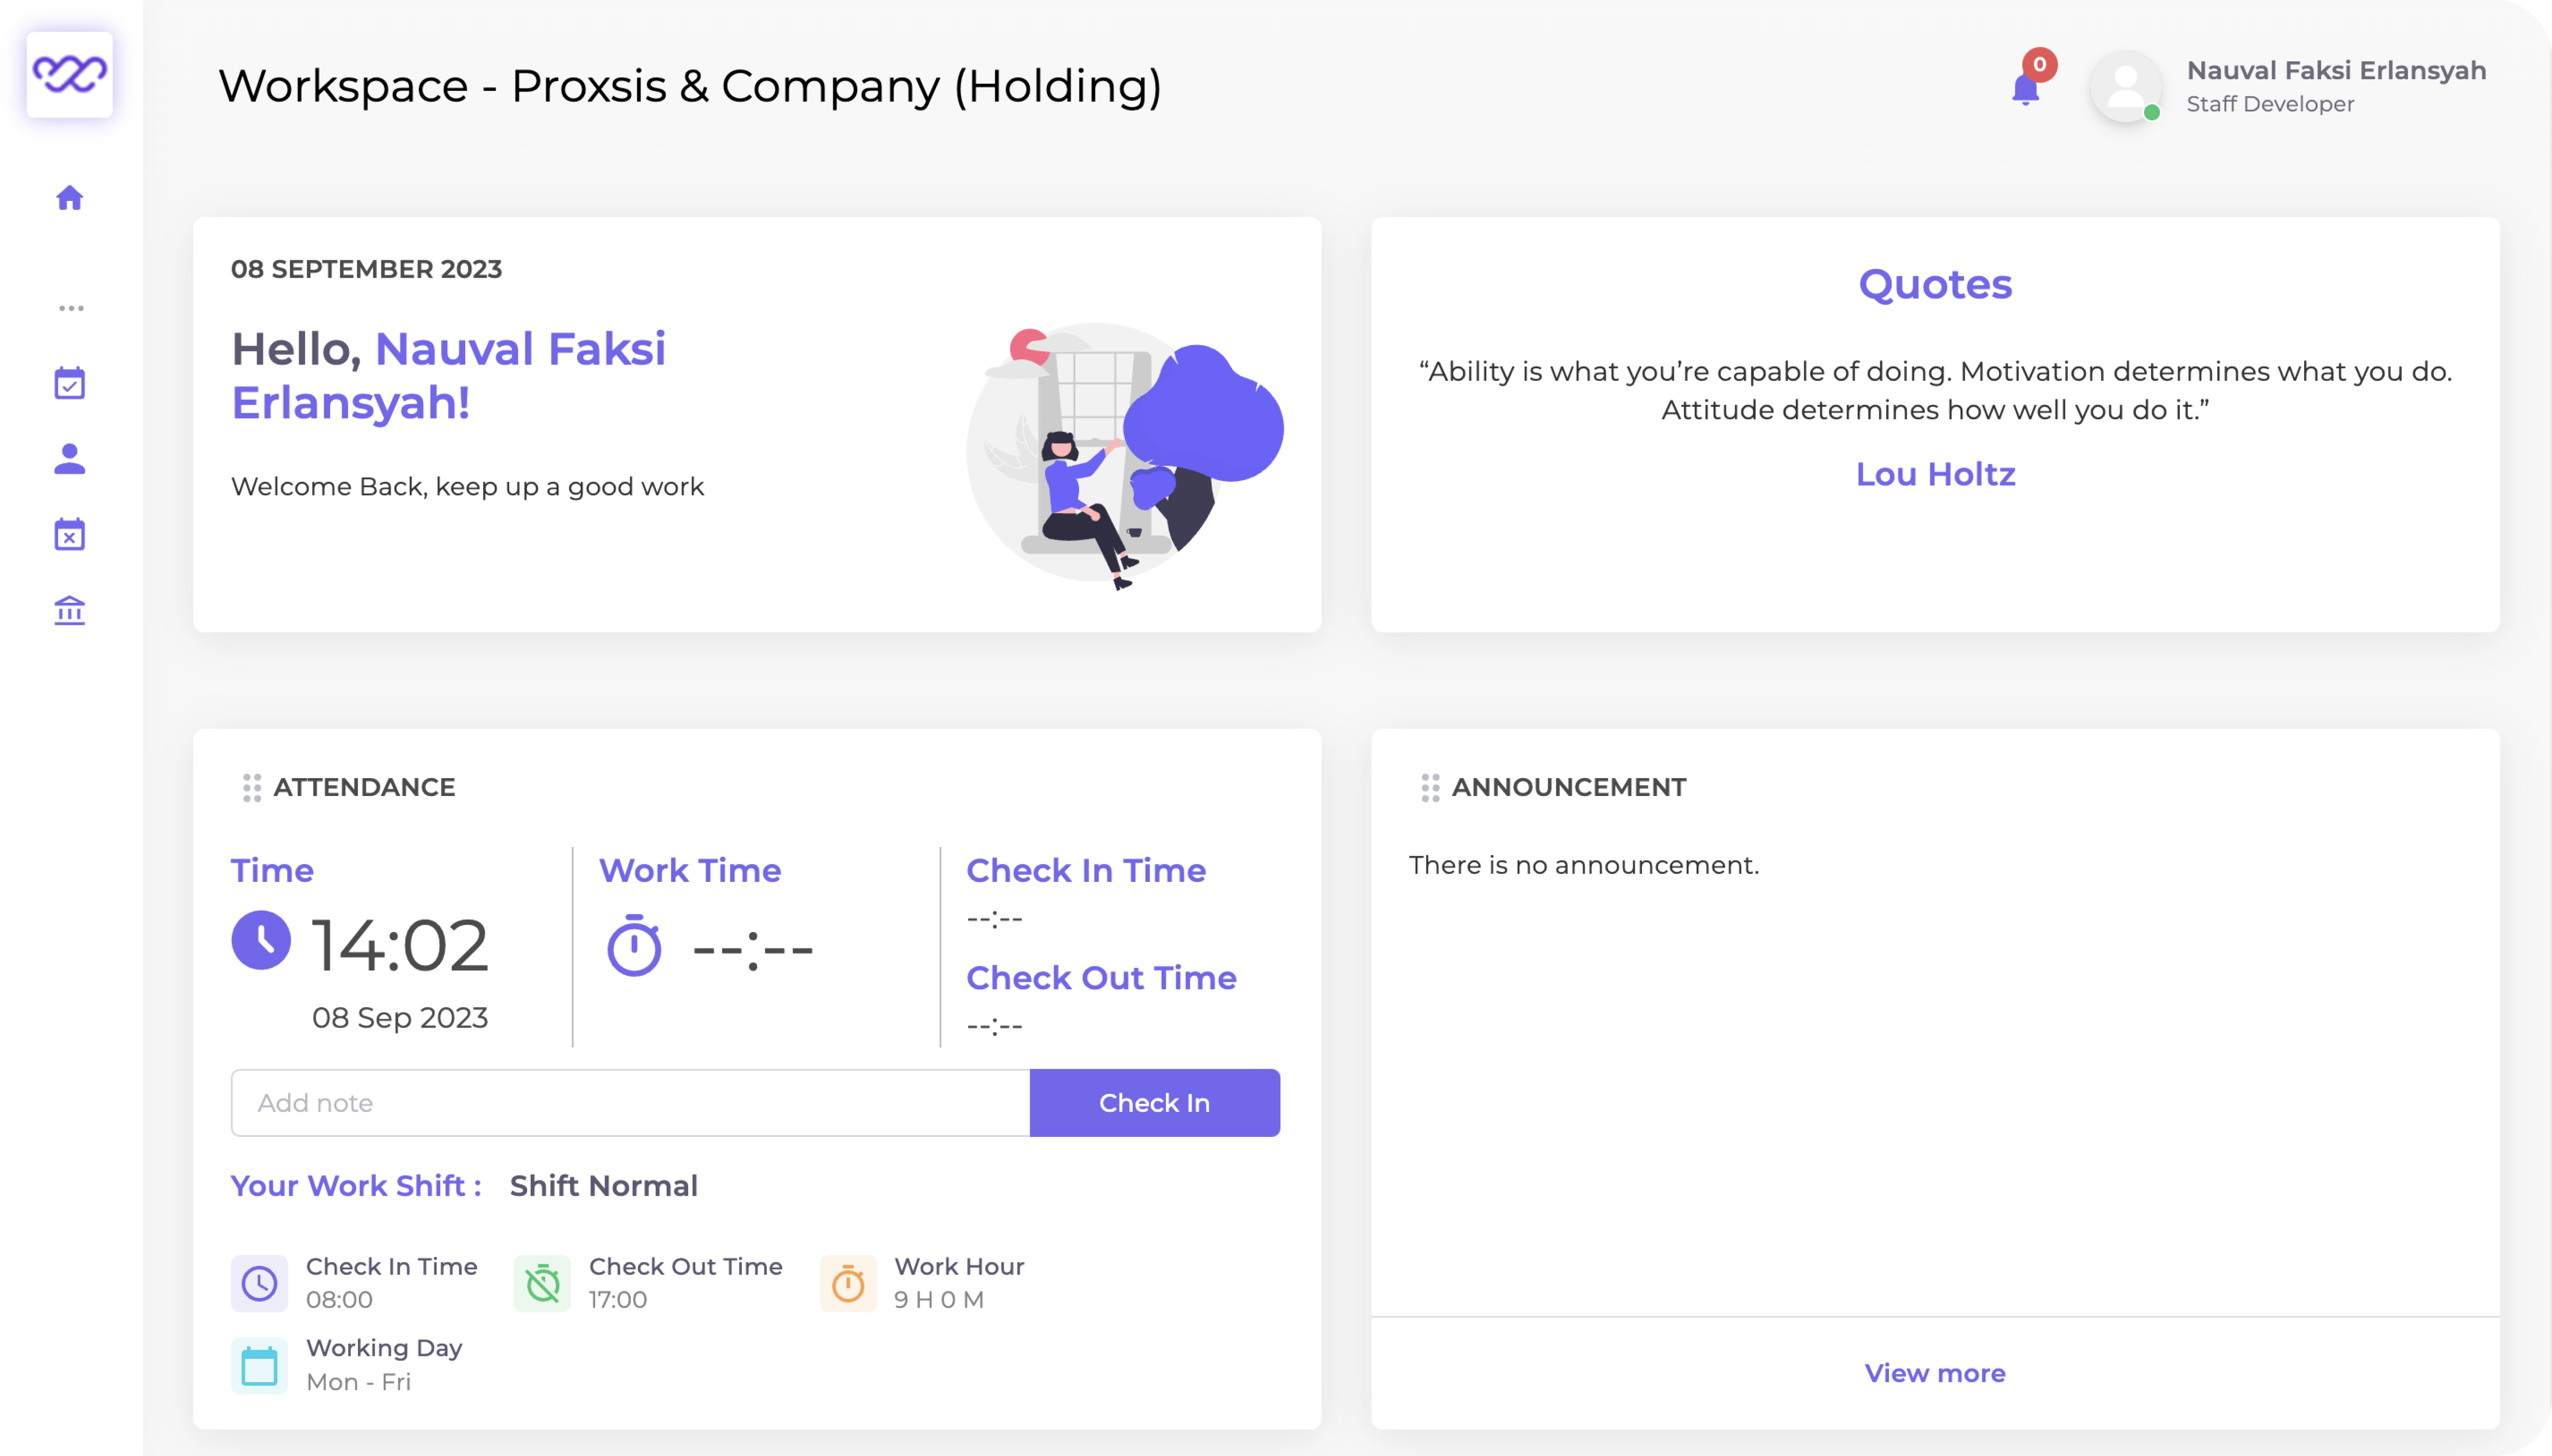 Workspace - Proxsis & Company (Holding)
0
Nauval Faksi Erlansyah
Staff Developer
08 SEPTEMBER 2023
Hello, Nauval Faksi
Erlansyah!
Welcome Back, keep up a good work
Quotes
“Ability is what you’re capable of doing. Motivation determines what you do.
Attitude determines how well you do it.”
Lou Holtz
ATTENDANCE
Time
14:02
08 Sep 2023
Work Time
--:--
Check In Time
--:--
Check Out Time
--:--
Add note
Check In
Your Work Shift : Shift Normal
Check In Time
08:00
Check Out Time
17:00
Work Hour
9 H 0 M
Working Day
Mon - Fri
ANNOUNCEMENT
There is no announcement.
View more